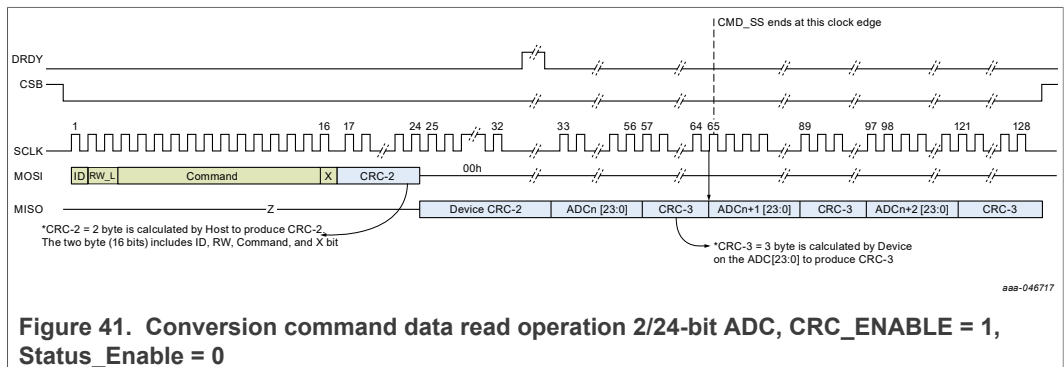 CMD_SS ends at this clock edge
DRDY
CSB
1 16 17 24 25 32 33 56 57 64 65 89 97 98 121 128
SCLK
MOSI ID RW_L Command X CRC-2 00h
MISO Z Device CRC-2 ADCn [23:0] CRC-3 ADCn+1 [23:0] CRC-3 ADCn+2 [23:0] CRC-3
*CRC-2 = 2 byte is calculated by Host to produce CRC-2.
The two byte (16 bits) includes ID, RW, Command, and X bit
*CRC-3 = 3 byte is calculated by Device
on the ADC[23:0] to produce CRC-3
aaa-046717
Figure 41. Conversion command data read operation 2/24-bit ADC, CRC_ENABLE = 1,
Status_Enable = 0